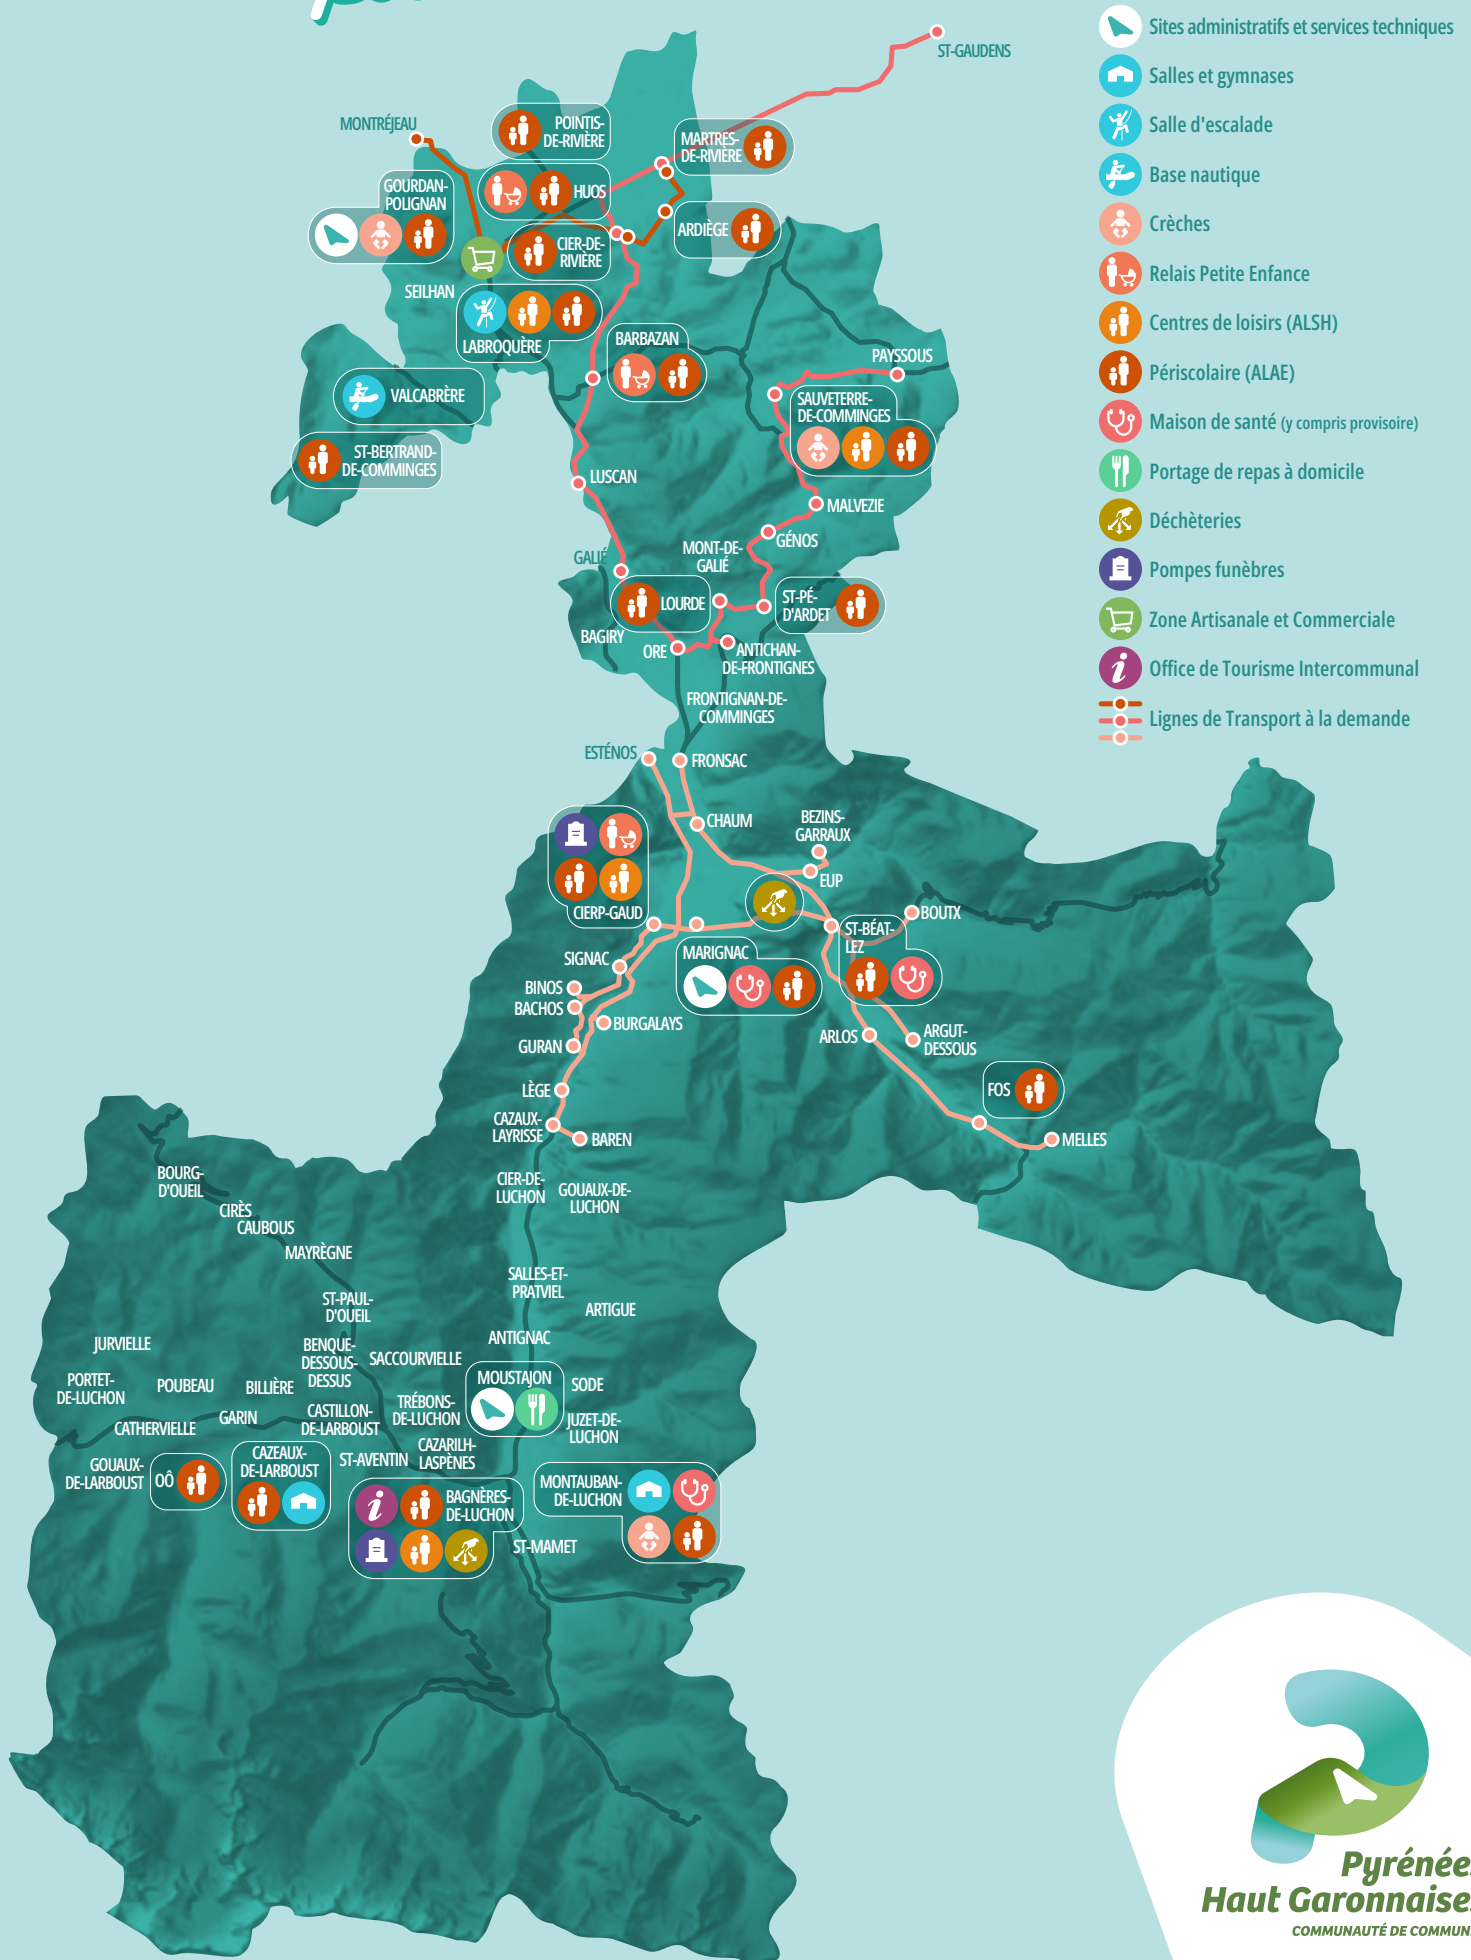 Sites administratifs et services techniques
Salles et gymnases
Salle d'escalade
Base nautique
Crèches
Relais Petite Enfance
Centres de loisirs (ALSH)
Périscolaire (ALAE)
Maison de santé (y compris provisoire)
Portage de repas à domicile
Déchèteries
Pompes funèbres
Zone Artisanale et Commerciale
Office de Tourisme Intercommunal
Lignes de Transport à la demande
ST-GAUDENS
MONTRÉJEAU
POINTIS-
DE-RIVIÈRE
MARTRES-
DE-RIVIÈRE
GOURDAN-
POLIGNAN
HUOS
ARDIÈGE
CIER-DE-
RIVIÈRE
SEILHAN
LABROQUÈRE
BARBAZAN
PAYSSOUS
VALCABRÈRE
SAUVETERRE-
DE-COMMINGES
ST-BERTRAND-
DE-COMMINGES
LUSCAN
MALVEZIE
GÉNOS
MONT-DE-
GALIÉ
GALIÉ
LOURDE
ST-PÉ-
D'ARDET
BAGIRY
ORE
ANTICHAN-
DE-FRONTIGNES
FRONTIGNAN-DE-
COMMINGES
ESTÉNOS
FRONSAC
CHAUM
BEZINS-
GARRAUX
EUP
CIERP-GAUD
BOUTX
ST-BÉAT-
LEZ
MARIGNAC
SIGNAC
BINOS
BACHOS
BURGALAYS
GURAN
ARLOS
ARGUT-
DESSOUS
LÈGE
FOS
CAZAUX-
LAYRISSE
BAREN
MELLES
CIER-DE-
LUCHON
GOUAUX-DE-
LUCHON
BOURG-
D'OUEIL
CIRÈS
CAUBOUS
MAYRÈGNE
SALLES-ET-
PRATVIEL
ARTIGUE
ST-PAUL-
D'OUEIL
ANTIGNAC
JURVIELLE
BENQUE-
DESSOUS-
DESSUS
SACCOURVIELLE
PORTET-
DE-LUCHON
POUBEAU
BILLIÈRE
MOUSTAJON
SODE
TRÉBONS-
DE-LUCHON
CASTILLON-
DE-LARBOUST
GARIN
CATHERVIELLE
JUZET-DE-
LUCHON
CAZARILH-
LASPÈNES
ST-AVENTIN
CAZEAUX-
DE-LARBOUST
GOUAUX-
DE-LARBOUST
OÔ
MONTAUBAN-
DE-LUCHON
BAGNÈRES-
DE-LUCHON
ST-MAMET
Haut Garonnaise